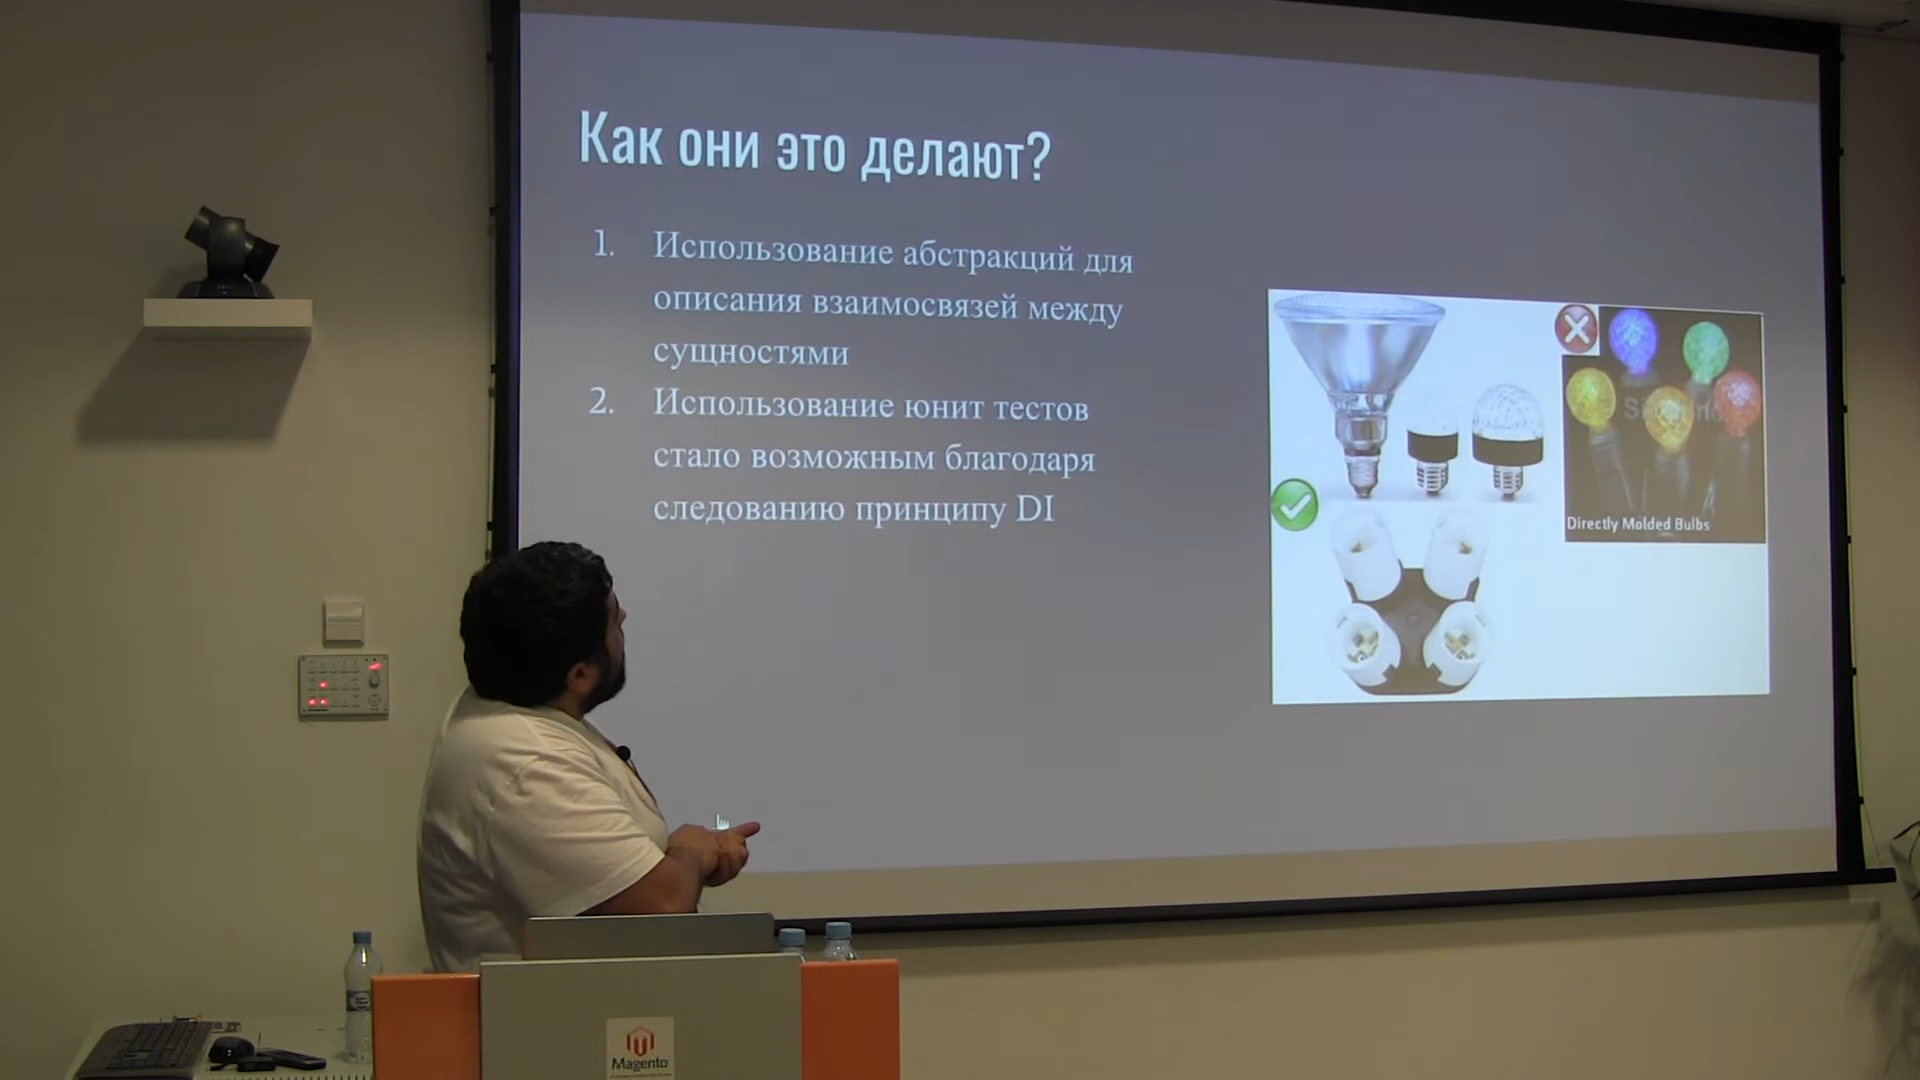 Как они это делают?
1. Использование абстракций для
описания взаимосвязей между
сущностями
2. Использование юнит тестов
стало возможным благодаря
следованию принципу DI
Directly Molded Bulbs
Magento